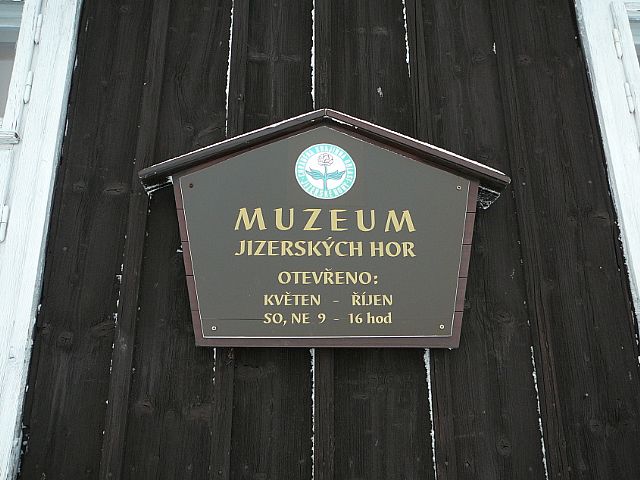 MUZEUM
JIZERSKÝCH HOR
OTEVŘENO:
KVĚTEN - ŘÍJEN
SO, NE 9 - 16 hod